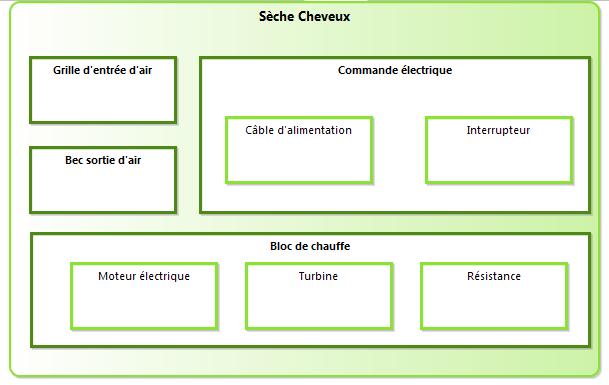 Sèche Cheveux
Grille d'entrée d'air
Commande électrique
Câble d'alimentation
Interrupteur
Bec sortie d'air
Bloc de chauffe
Moteur électrique
Turbine
Résistance